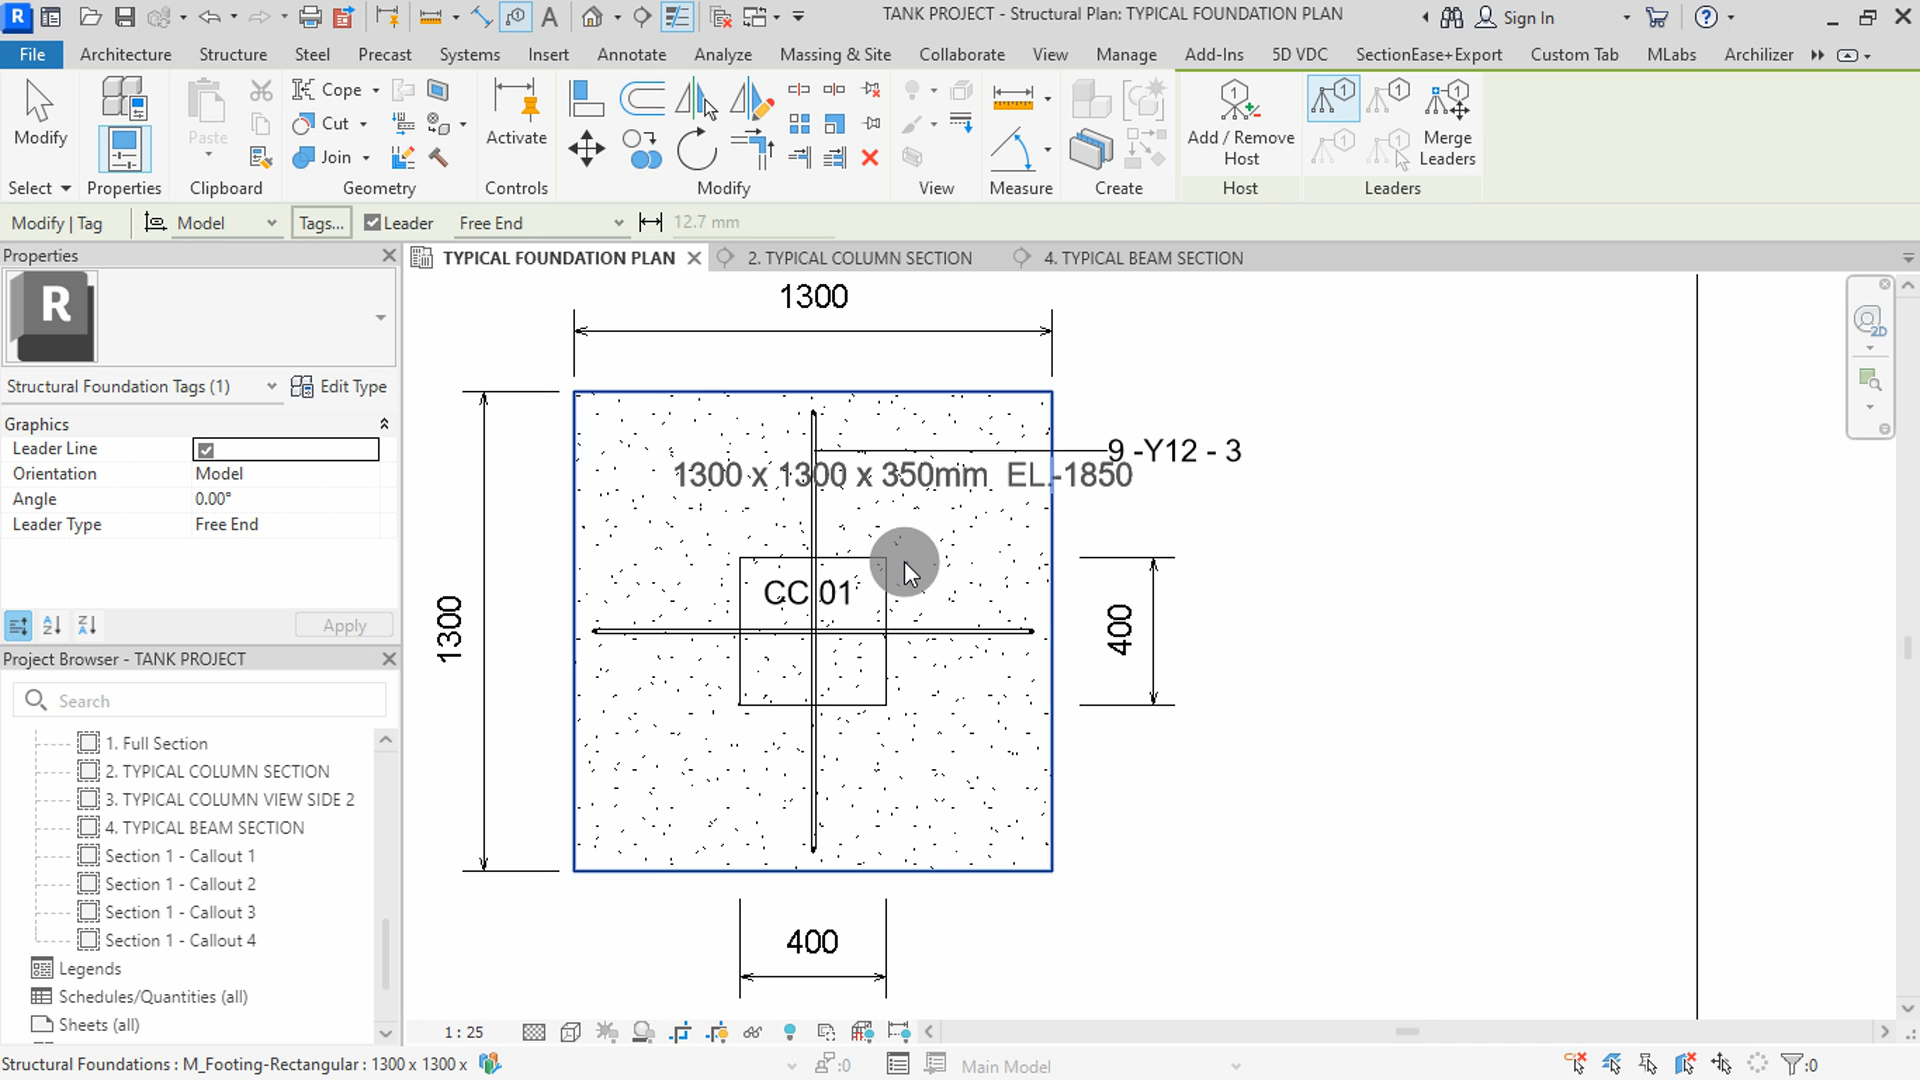 TANK PROJECT - Structural Plan: TYPICAL FOUNDATION PLAN
Sign In
File Architecture Structure Steel Precast Systems Insert Annotate Analyze Massing & Site Collaborate View Manage Add-Ins 5D VDC SectionEase+Export Custom Tab MLabs Archilizer
Modify
Paste
Cope
Cut
Join
Activate
Add / Remove
Host
Merge
Leaders
Select Properties Clipboard Geometry Controls Modify View Measure Create Host Leaders
Modify | Tag Model Tags... Leader Free End 12.7 mm
Properties
TYPICAL FOUNDATION PLAN 2. TYPICAL COLUMN SECTION 4. TYPICAL BEAM SECTION
R
Structural Foundation Tags (1) Edit Type
Graphics
Leader Line
Orientation Model
Angle 0.00°
Leader Type Free End
Apply
Project Browser - TANK PROJECT
Search
1. Full Section
2. TYPICAL COLUMN SECTION
3. TYPICAL COLUMN VIEW SIDE 2
4. TYPICAL BEAM SECTION
Section 1 - Callout 1
Section 1 - Callout 2
Section 1 - Callout 3
Section 1 - Callout 4
Legends
Schedules/Quantities (all)
Sheets (all)
1300
9 -Y12 - 3
1300 x 1300 x 350mm EL.-1850
CC 01
1300
400
400
1 : 25
2D
Structural Foundations : M_Footing-Rectangular : 1300 x 1300 x
:0
Main Model
:0